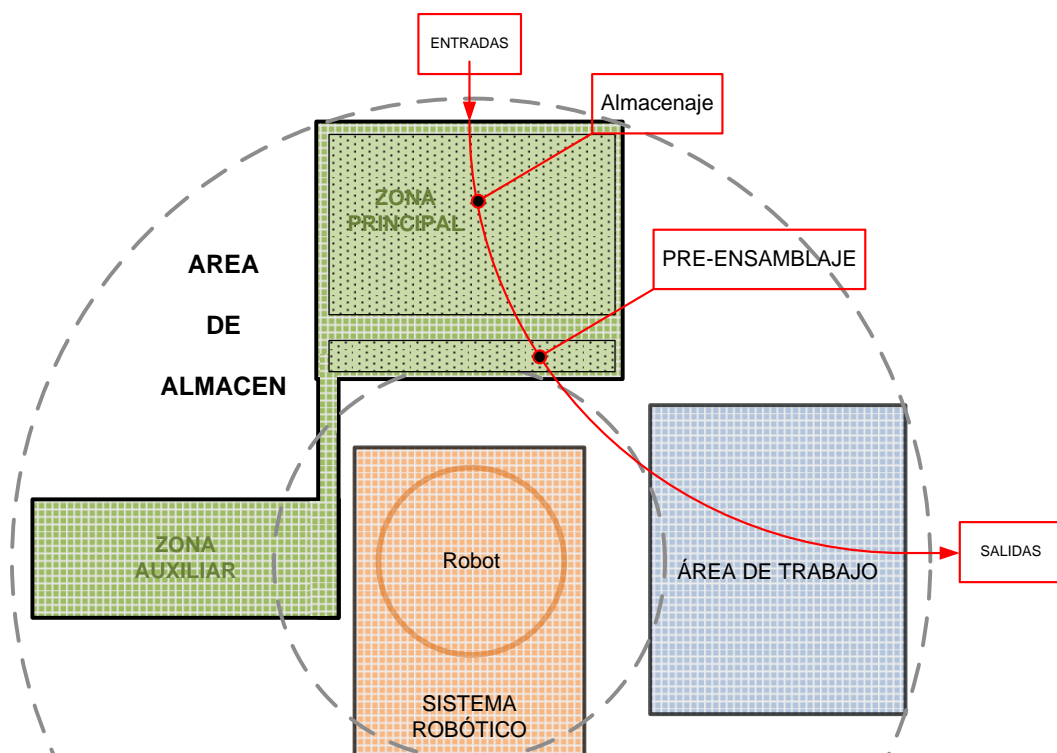 ENTRADAS
Almacenaje
ZONA
PRINCIPAL
AREA
DE
ALMACEN
PRE-ENSAMBLAJE
ZONA
AUXILIAR
Robot
ÁREA DE TRABAJO
SALIDAS
SISTEMA
ROBÓTICO